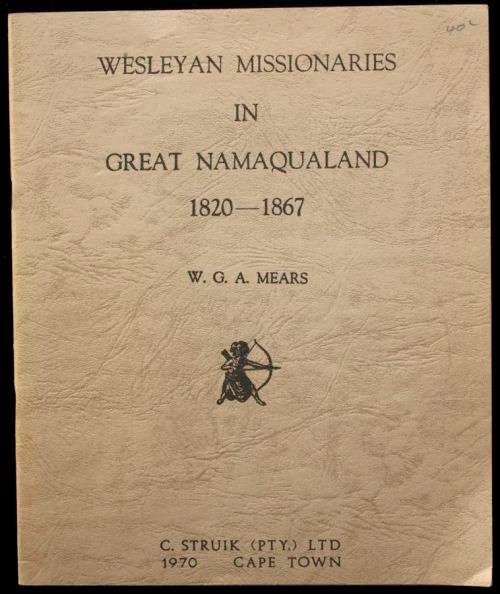 WESLEYAN MISSIONARIES
IN
GREAT NAMAQUALAND
1820—1867
W. G. A. MEARS
C. STRUIK (PTY.) LTD
1970 CAPE TOWN